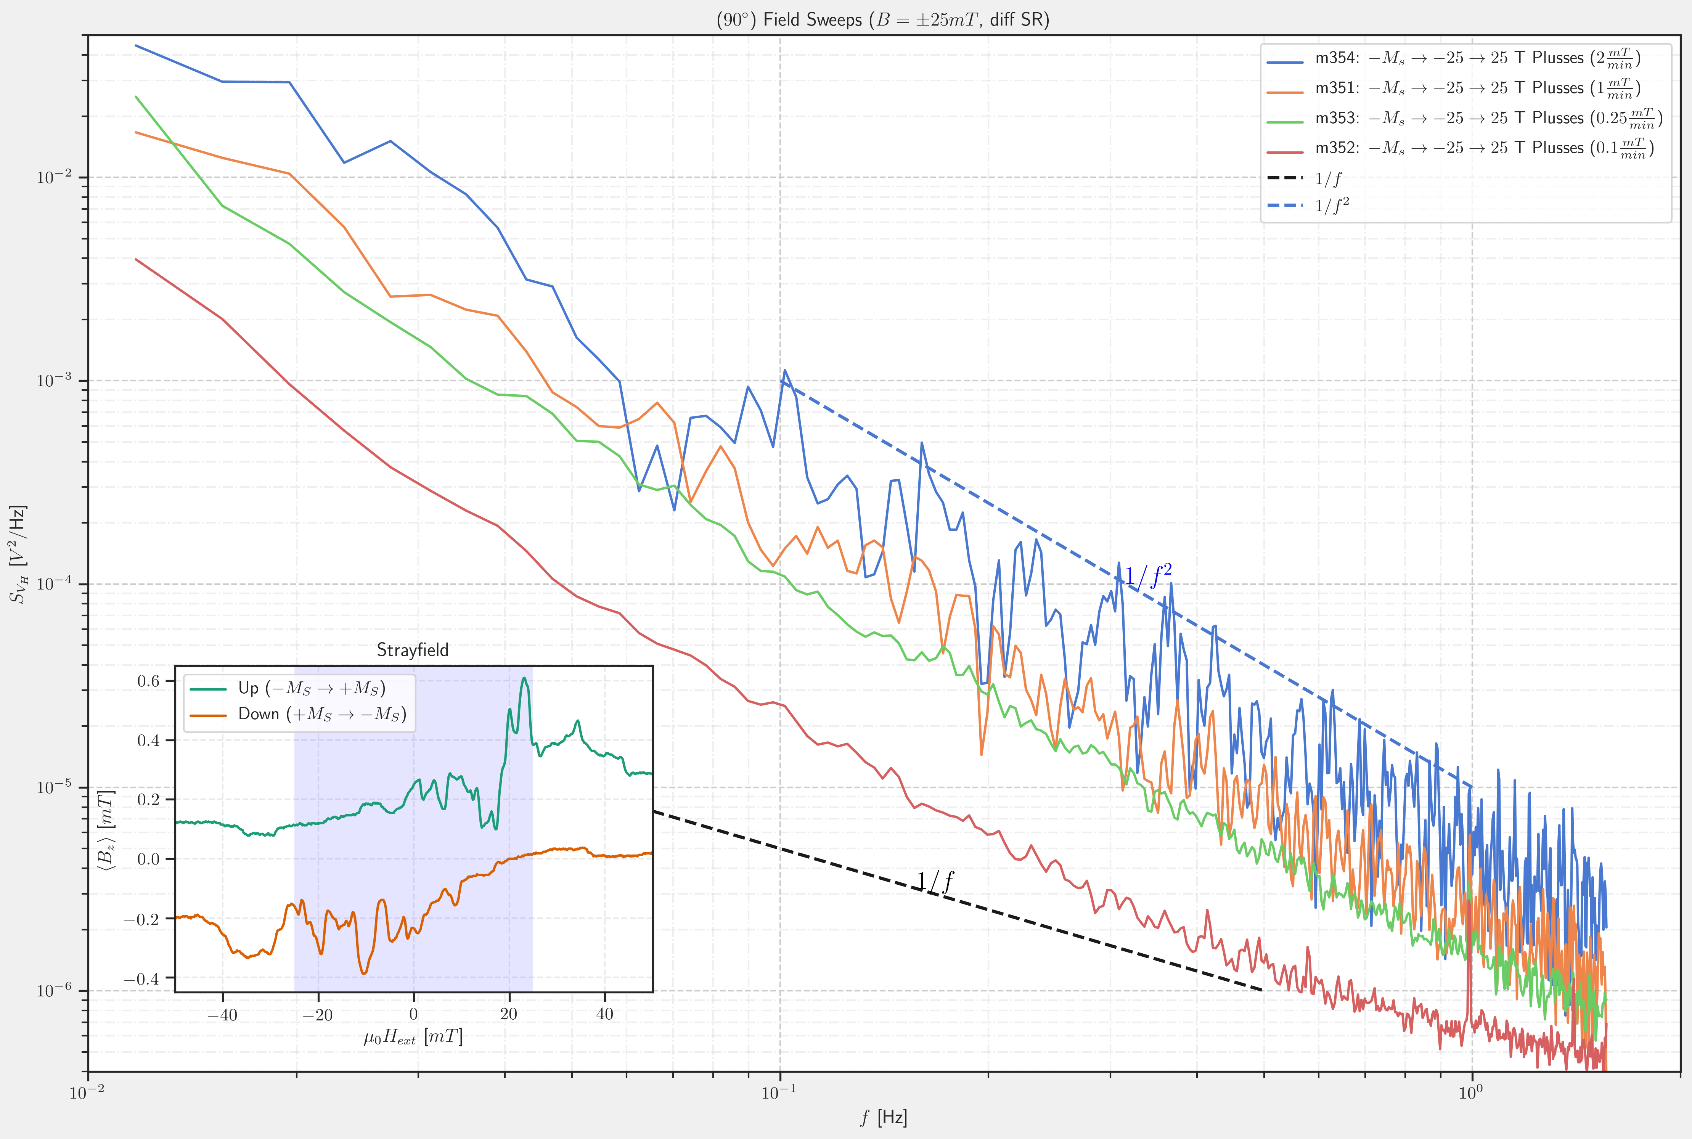 (90°) Field Sweeps (B = ±25mT, diff SR)
m354: −M_s → −25 → 25 T Plusses (2 mT/min)
m351: −M_s → −25 → 25 T Plusses (1 mT/min)
m353: −M_s → −25 → 25 T Plusses (0.25 mT/min)
m352: −M_s → −25 → 25 T Plusses (0.1 mT/min)
1/f
1/f²
10⁻²
10⁻³
10⁻⁴
10⁻⁵
10⁻⁶
S_{V_H} [V²/Hz]
1/f²
1/f
Strayfield
Up (−M_S → +M_S)
Down (+M_S → −M_S)
0.6
0.4
0.2
0.0
−0.2
−0.4
⟨B_z⟩ [mT]
−40 −20 0 20 40
μ₀H_ext [mT]
10⁻² 10⁻¹ 10⁰
f [Hz]